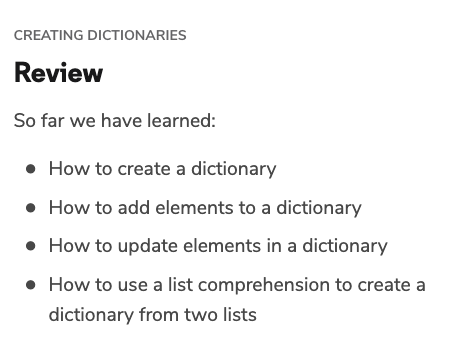 CREATING DICTIONARIES
Review
So far we have learned:
● How to create a dictionary
● How to add elements to a dictionary
● How to update elements in a dictionary
● How to use a list comprehension to create a
dictionary from two lists